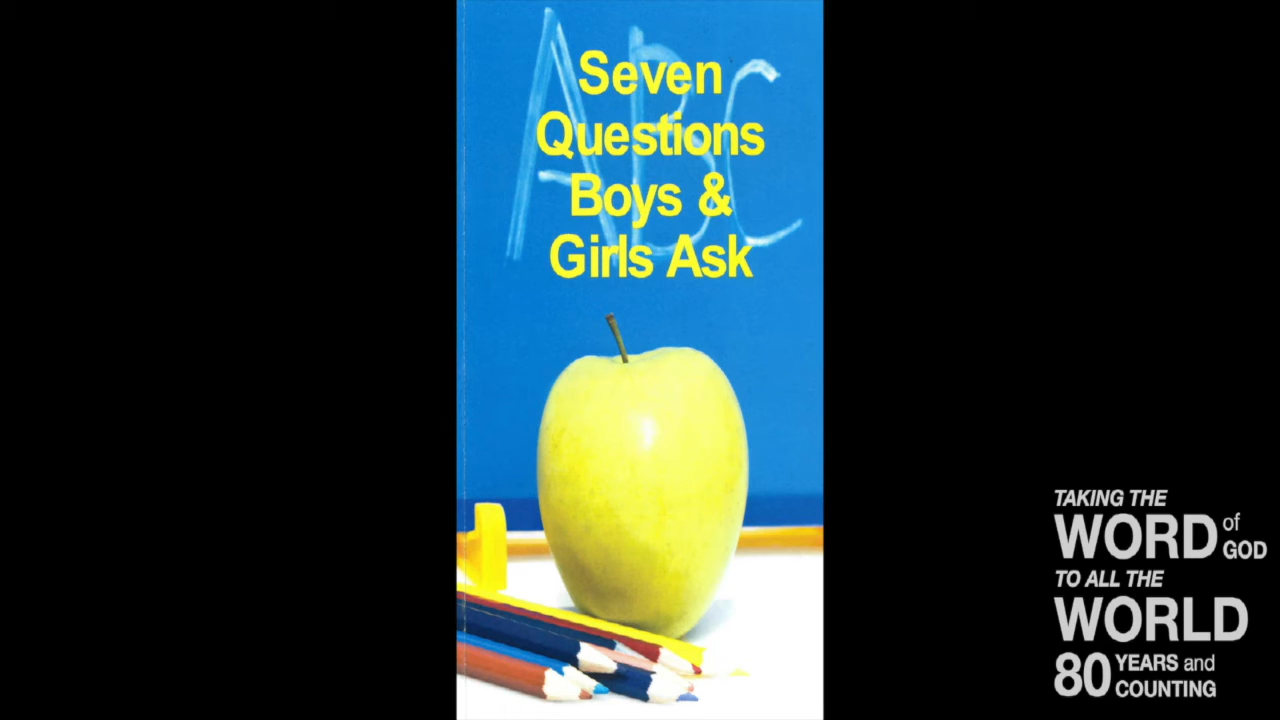 ABC
Seven
Questions
Boys &
Girls Ask
TAKING THE
WORD of GOD
TO ALL THE
WORLD
80 YEARS and COUNTING